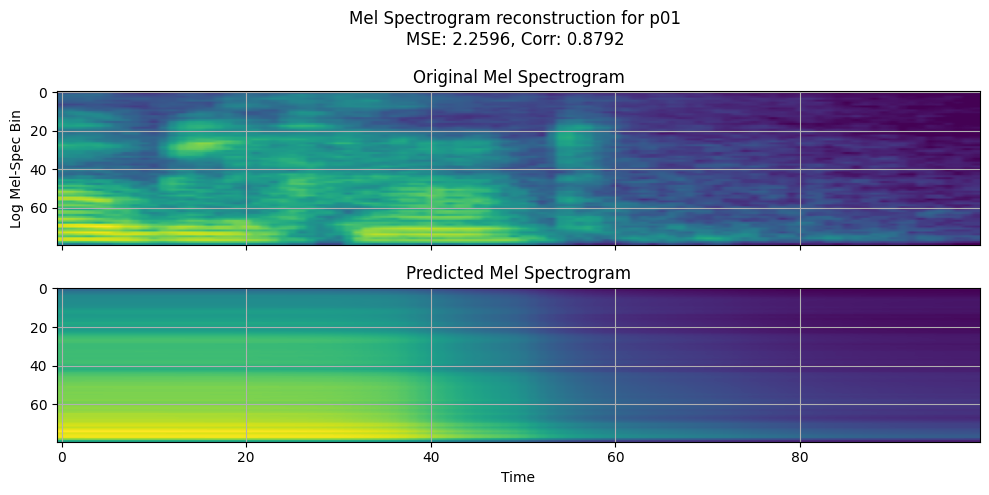 Mel Spectrogram reconstruction for p01
MSE: 2.2596, Corr: 0.8792
Original Mel Spectrogram
0
20
40
60
Log Mel-Spec Bin
Predicted Mel Spectrogram
0
20
40
60
0 20 40 60 80
Time